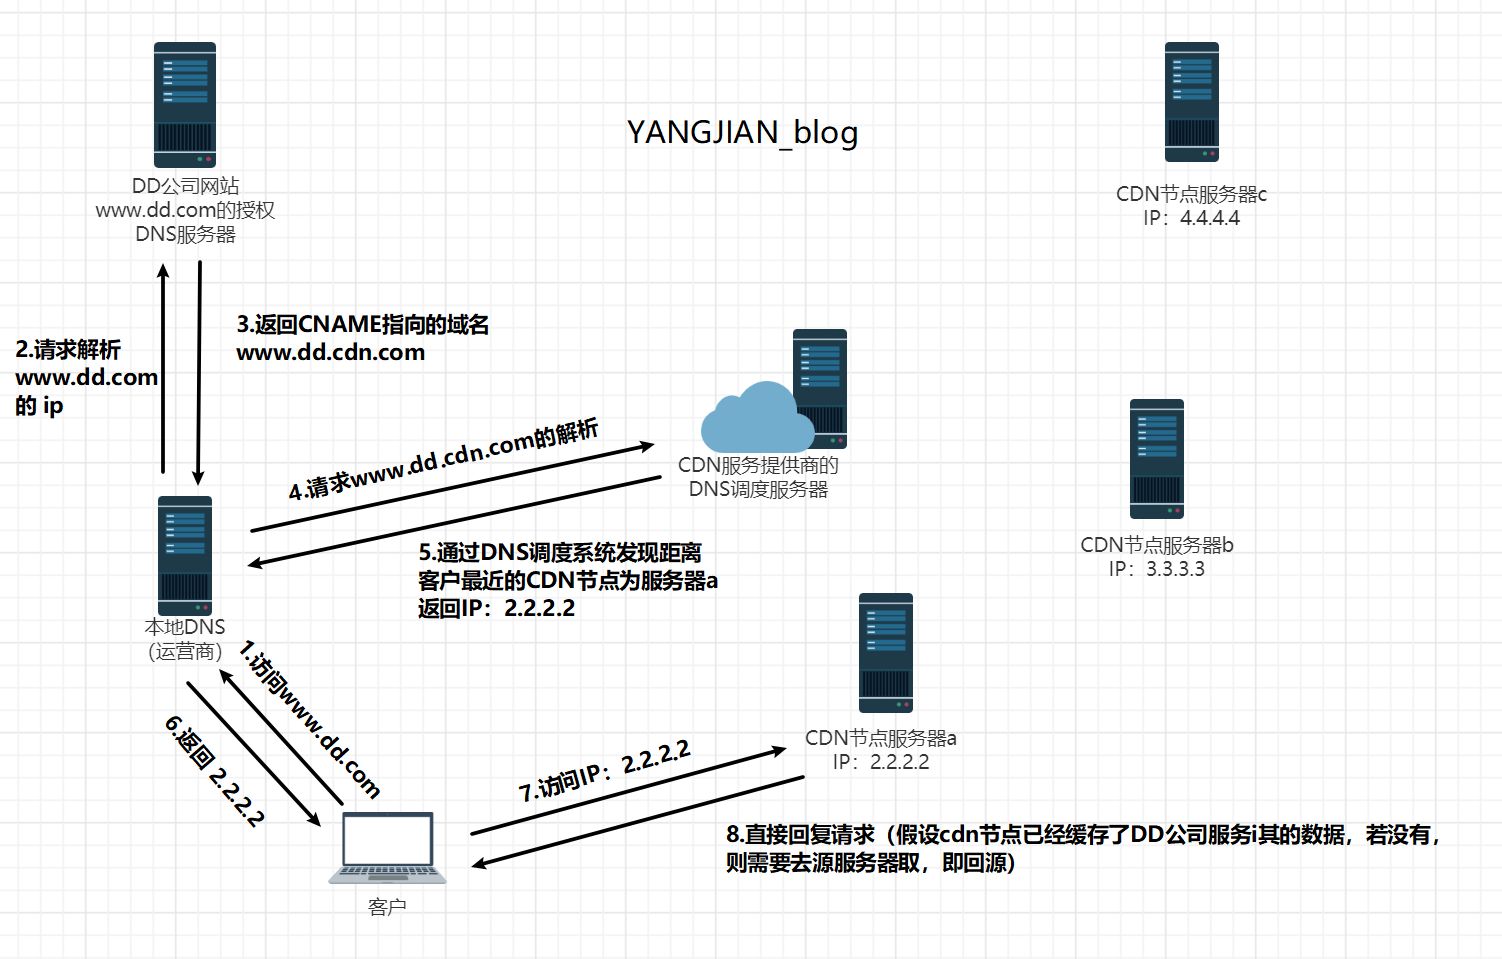 YANGJIAN_blog
DD公司网站
www.dd.com的授权
DNS服务器
CDN节点服务器c
IP：4.4.4.4
2.请求解析
www.dd.com
的 ip
3.返回CNAME指向的域名
www.dd.cdn.com
4.请求www.dd.cdn.com的解析
CDN服务提供商的
DNS调度服务器
CDN节点服务器b
IP：3.3.3.3
5.通过DNS调度系统发现距离
客户最近的CDN节点为服务器a
返回IP：2.2.2.2
本地DNS
（运营商）
1.访问www.dd.com
6.返回 2.2.2.2
7.访问IP：2.2.2.2
CDN节点服务器a
IP：2.2.2.2
8.直接回复请求（假设cdn节点已经缓存了DD公司服务i其的数据，若没有，
则需要去源服务器取，即回源）
客户